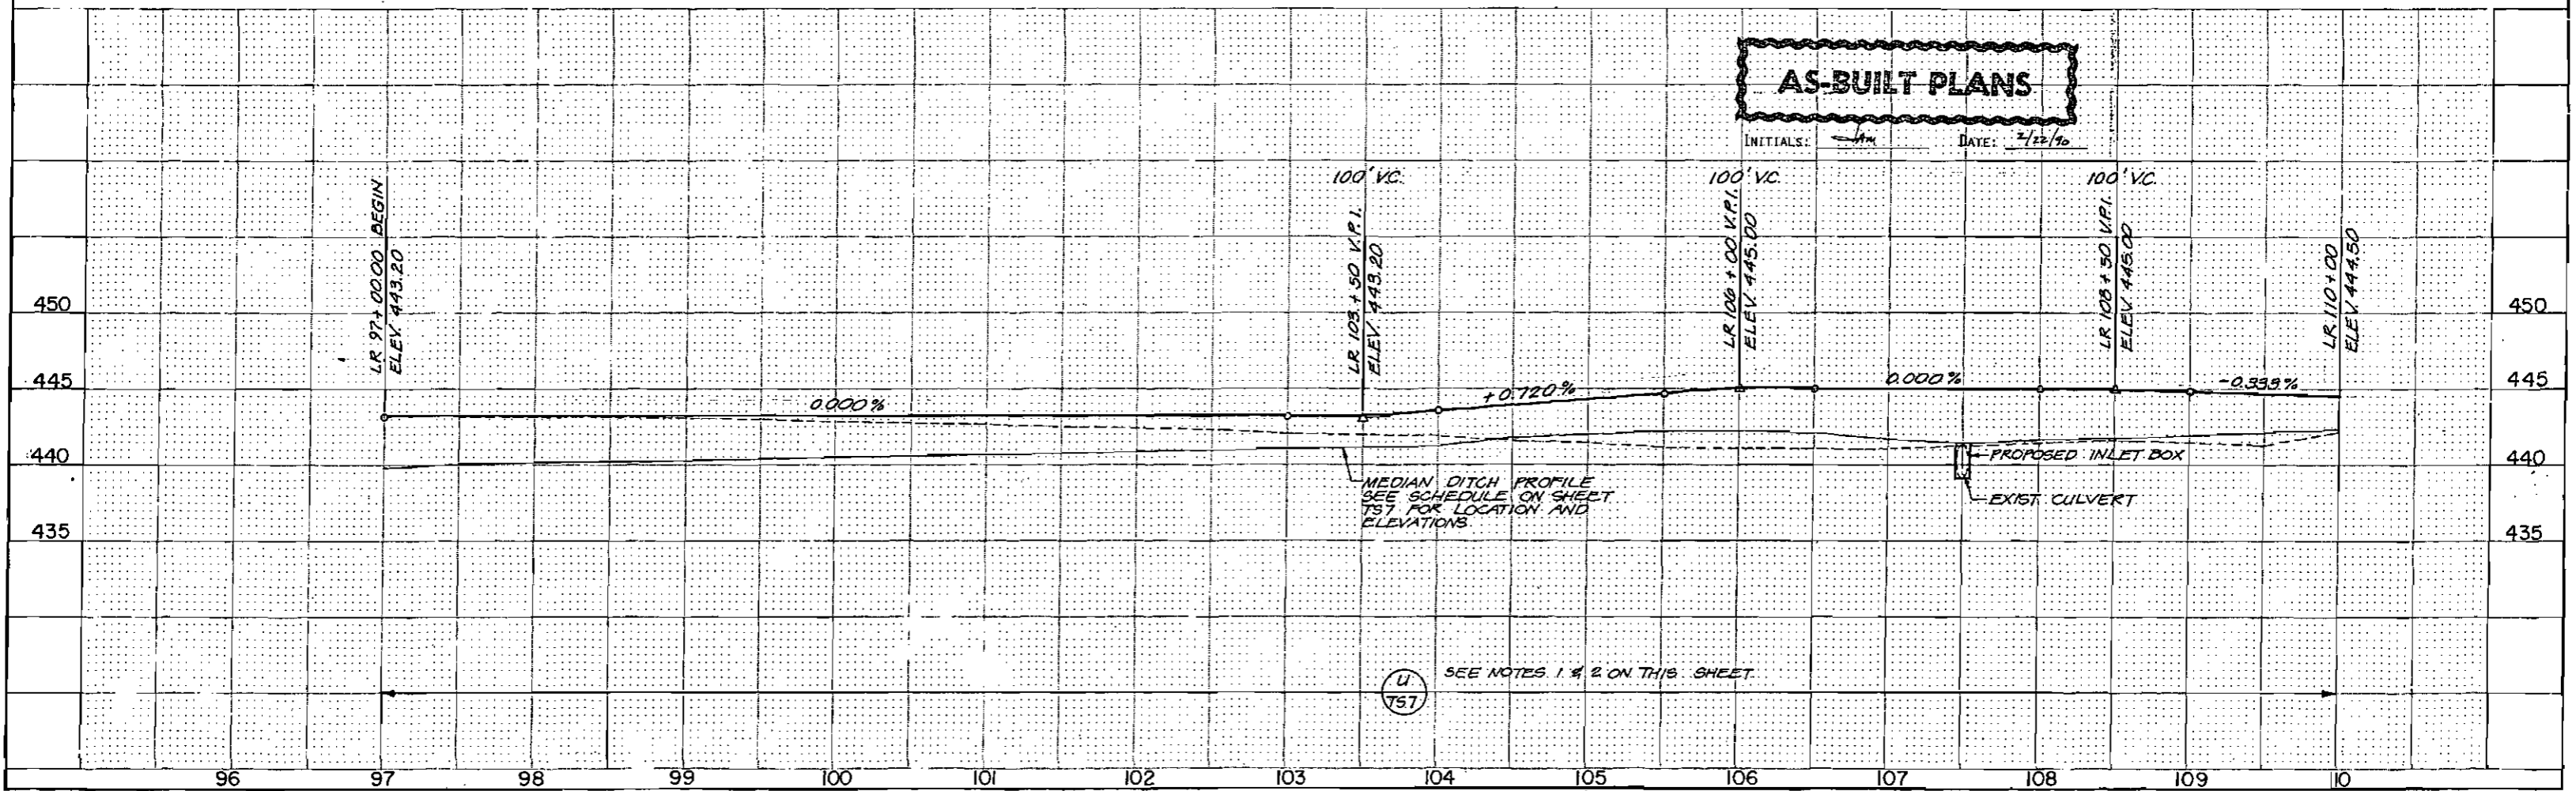 AS-BUILT PLANS
INITIALS:
DATE: 2/22/90
100' V.C.
100' V.C.
100' V.C.
LR 97+00.00 BEGIN
ELEV. 443.20
LR 103+50 V.P.I.
ELEV. 443.20
LR 106+00 V.P.I.
ELEV. 445.00
LR 108+50 V.P.I.
ELEV. 445.00
LR 110+00
ELEV. 444.50
450
450
445
0.000%
+0.720%
0.000%
-0.333%
445
440
PROPOSED INLET BOX
440
MEDIAN DITCH PROFILE
SEE SCHEDULE ON SHEET
TS7 FOR LOCATION AND
ELEVATIONS.
EXIST. CULVERT
435
435
U
TS7
SEE NOTES 1 & 2 ON THIS SHEET
96 97 98 99 100 101 102 103 104 105 106 107 108 109 110